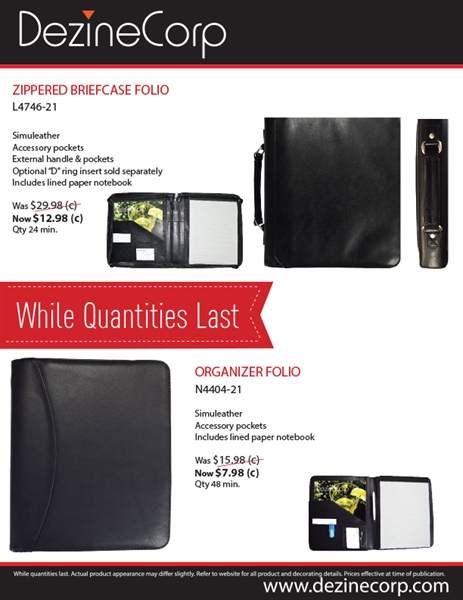 DezineCorp
ZIPPERED BRIEFCASE FOLIO
L4746-21
Simuleather
Accessory pockets
External handle & pockets
Optional "D" ring insert sold separately
Includes lined paper notebook
Was $29.98 (c)
Now $12.98 (c)
Qty 24 min.
While Quantities Last
ORGANIZER FOLIO
N4404-21
Simuleather
Accessory pockets
Includes lined paper notebook
Was $15.98 (c)
Now $7.98 (c)
Qty 48 min.
While quantities last. Actual product appearance may differ slightly. Refer to website for all product and decorating details. Prices effective at time of publication.
www.dezinecorp.com